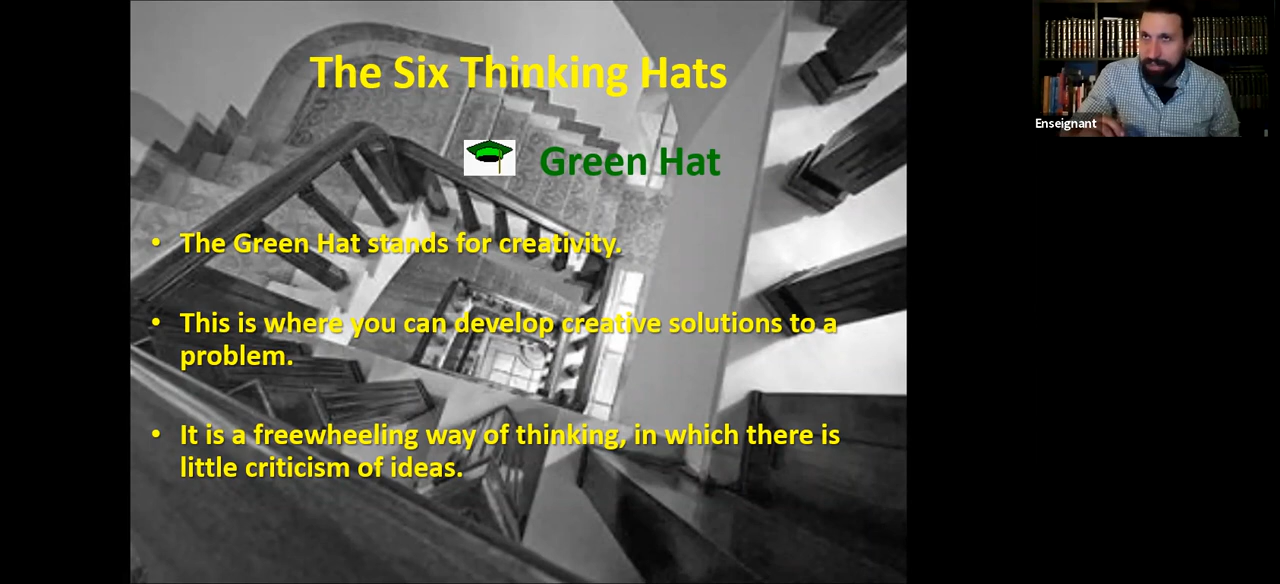 The Six Thinking Hats
Green Hat
• The Green Hat stands for creativity.
• This is where you can develop creative solutions to a
problem.
• It is a freewheeling way of thinking, in which there is
little criticism of ideas.
Enseignant